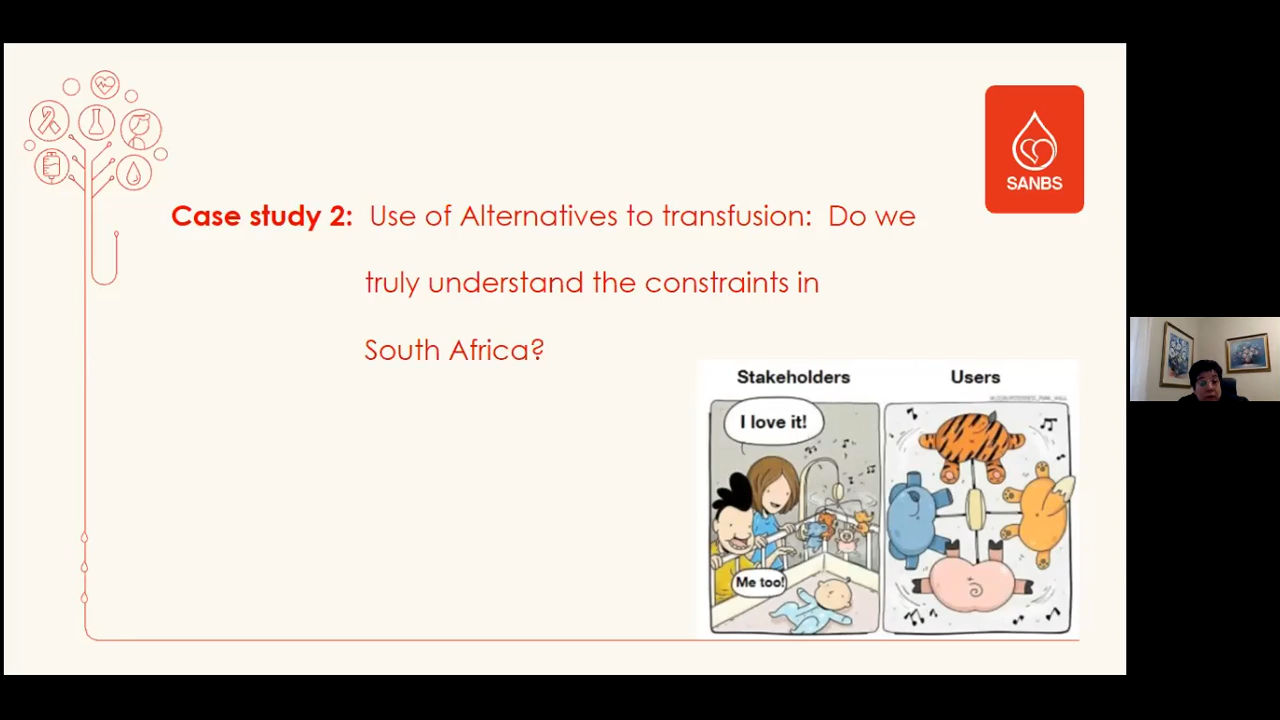 SANBS
Case study 2: Use of Alternatives to transfusion: Do we
truly understand the constraints in
South Africa?
Stakeholders
Users
I love it!
Me too!